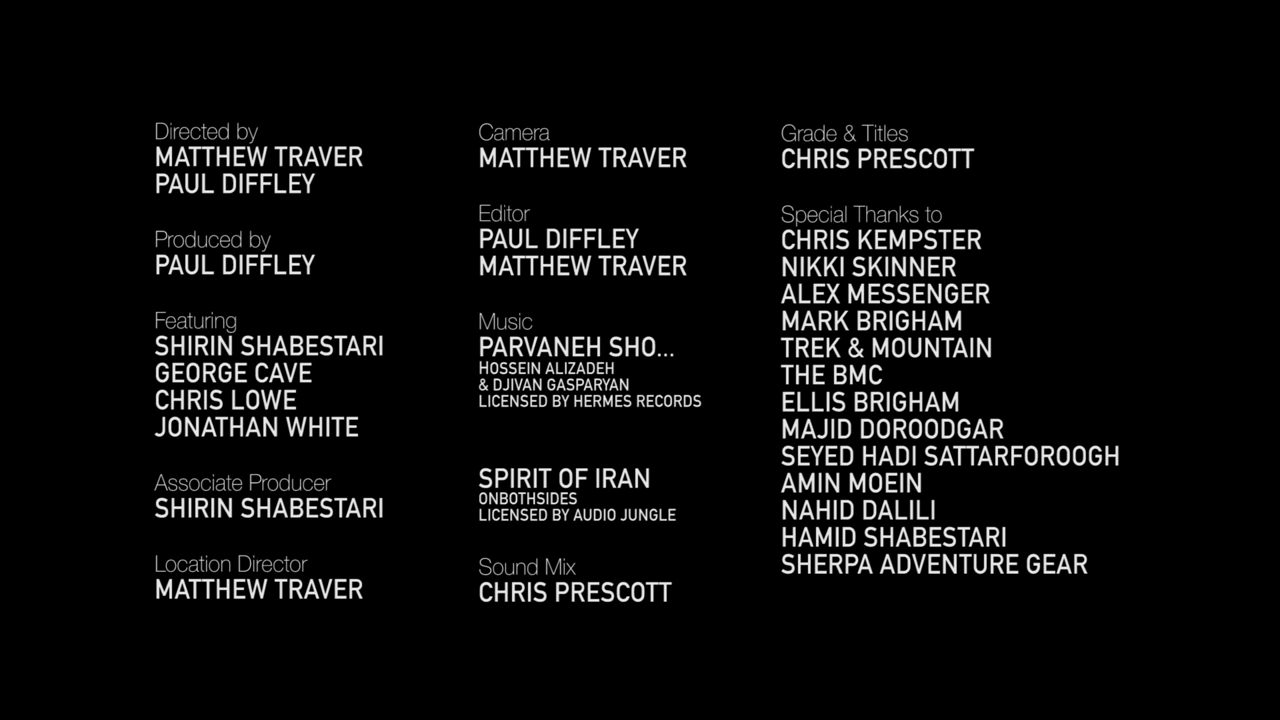 Directed by
MATTHEW TRAVER
PAUL DIFFLEY
Produced by
PAUL DIFFLEY
Featuring
SHIRIN SHABESTARI
GEORGE CAVE
CHRIS LOWE
JONATHAN WHITE
Associate Producer
SHIRIN SHABESTARI
Location Director
MATTHEW TRAVER
Camera
MATTHEW TRAVER
Editor
PAUL DIFFLEY
MATTHEW TRAVER
Music
PARVANEH SHO...
HOSSEIN ALIZADEH
& DJIVAN GASPARYAN
LICENSED BY HERMES RECORDS
SPIRIT OF IRAN
ONBOTHSIDES
LICENSED BY AUDIO JUNGLE
Sound Mix
CHRIS PRESCOTT
Grade & Titles
CHRIS PRESCOTT
Special Thanks to
CHRIS KEMPSTER
NIKKI SKINNER
ALEX MESSENGER
MARK BRIGHAM
TREK & MOUNTAIN
THE BMC
ELLIS BRIGHAM
MAJID DOROODGAR
SEYED HADI SATTARFOROOGH
AMIN MOEIN
NAHID DALILI
HAMID SHABESTARI
SHERPA ADVENTURE GEAR